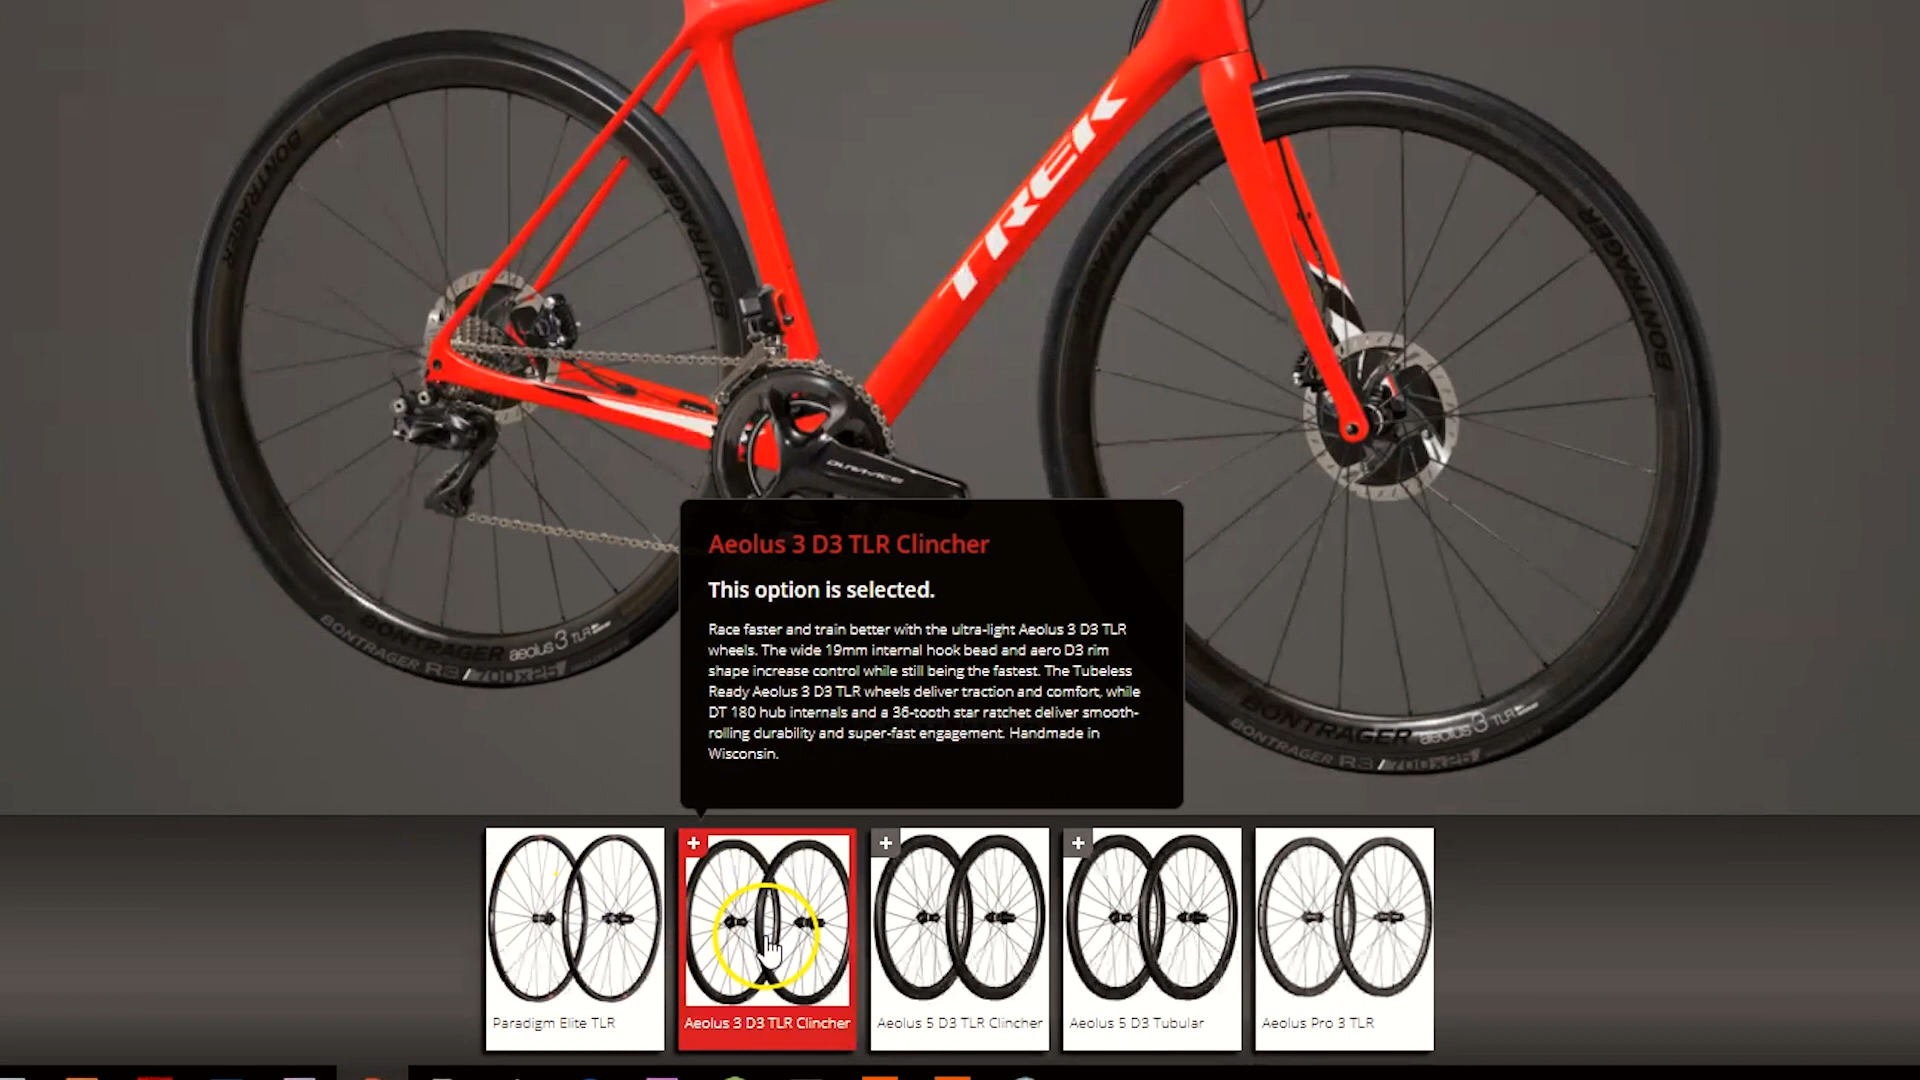 BONTRAGER
BONTRAGER
BONTRAGER
TREK
BONTRAGER
DURA-ACE
BONTRAGER aeolus 3 TLR
BONTRAGER R3 / 700x25
BONTRAGER aeolus 3 TLR
BONTRAGER R3 / 700x25
Aeolus 3 D3 TLR Clincher
This option is selected.
Race faster and train better with the ultra-light Aeolus 3 D3 TLR
wheels. The wide 19mm internal hook bead and aero D3 rim
shape increase control while still being the fastest. The Tubeless
Ready Aeolus 3 D3 TLR wheels deliver traction and comfort, while
DT 180 hub internals and a 36-tooth star ratchet deliver smooth-
rolling durability and super-fast engagement. Handmade in
Wisconsin.
Paradigm Elite TLR
Aeolus 3 D3 TLR Clincher
Aeolus 5 D3 TLR Clincher
Aeolus 5 D3 Tubular
Aeolus Pro 3 TLR